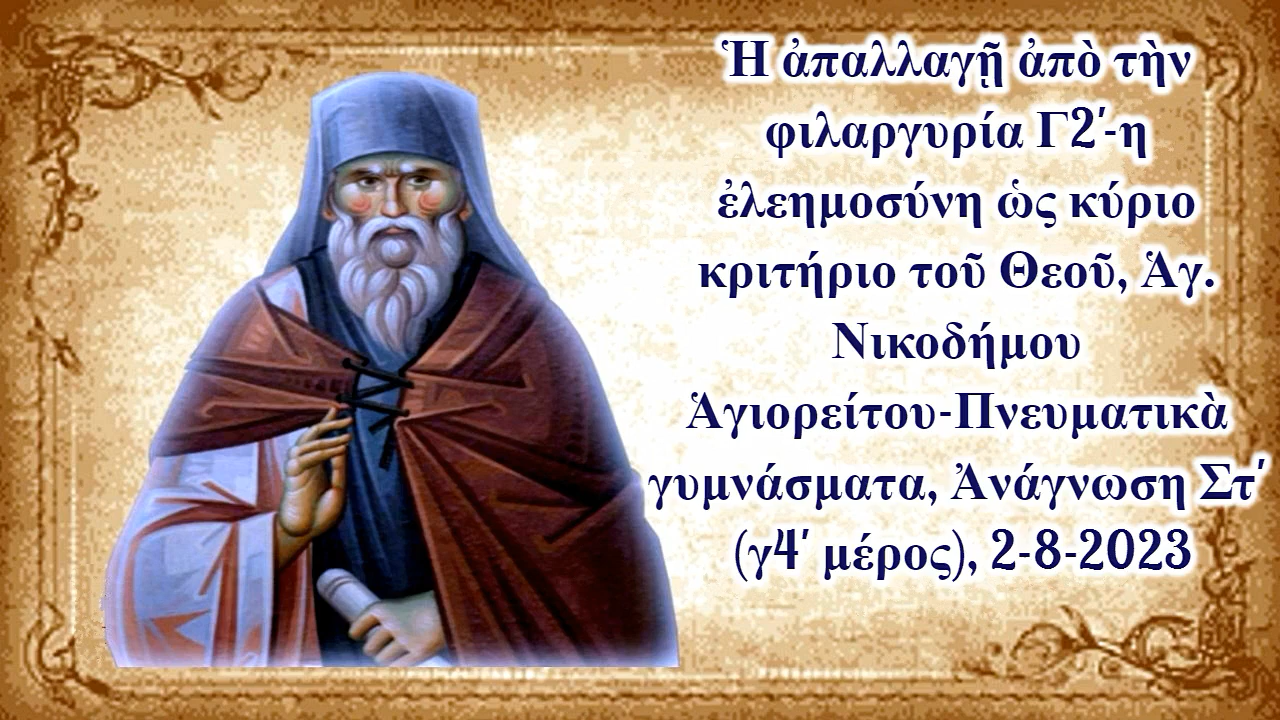 Ἡ ἀπαλλαγῇ ἀπὸ τὴν
φιλαργυρία Γ2΄-η
ἐλεημοσύνη ὡς κύριο
κριτήριο τοῦ Θεοῦ, Ἁγ.
Νικοδήμου
Ἁγιορείτου-Πνευματικὰ
γυμνάσματα, Ἀνάγνωση Στ΄
(γ4΄ μέρος), 2-8-2023